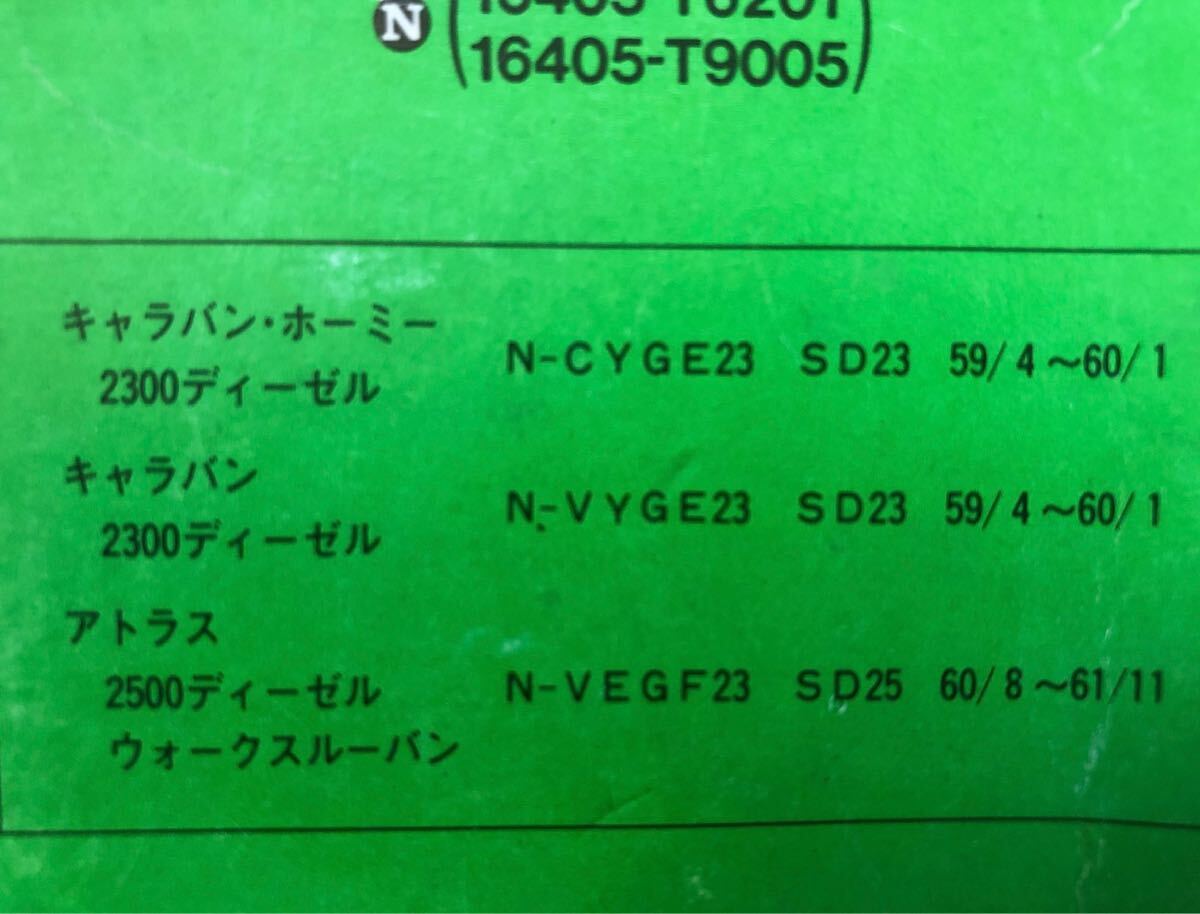 N
16405-T9005
キャラバン・ホーミー
2300ディーゼル N-CYGE23 SD23 59/4~60/1
キャラバン
2300ディーゼル N-VYGE23 SD23 59/4~60/1
アトラス
2500ディーゼル N-VEGF23 SD25 60/8~61/11
ウォークスルーバン